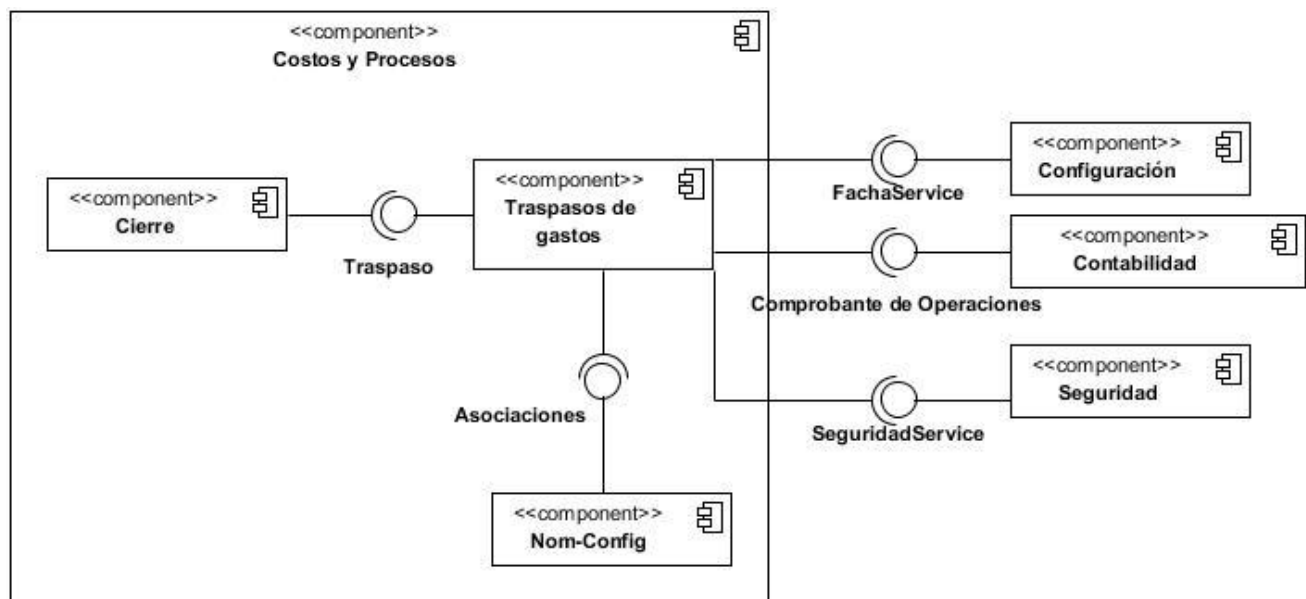 <<component>>
Costos y Procesos
<<component>>
Cierre
Traspaso
<<component>>
Traspasos de
gastos
Asociaciones
<<component>>
Nom-Config
FachaService
<<component>>
Configuración
Comprobante de Operaciones
<<component>>
Contabilidad
SeguridadService
<<component>>
Seguridad